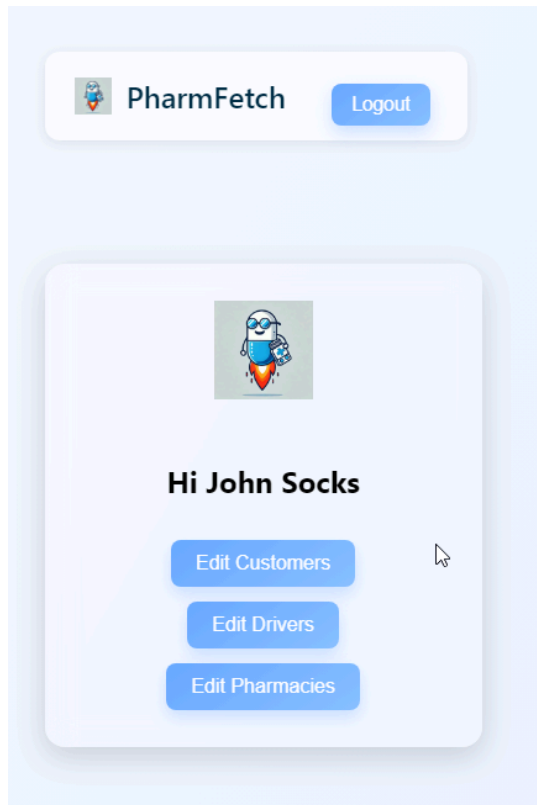 PharmFetch
Logout
Hi John Socks
Edit Customers
Edit Drivers
Edit Pharmacies